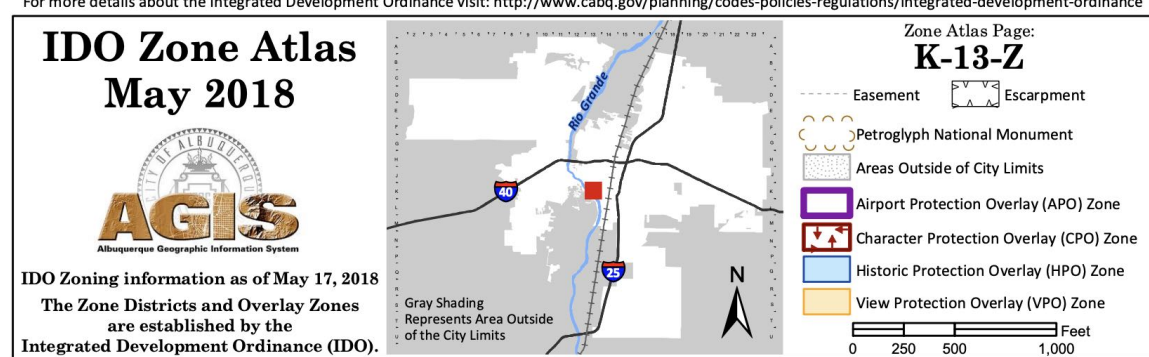 For more details about the Integrated Development Ordinance visit: http://www.cabq.gov/planning/codes-policies-regulations/integrated-development-ordinance
IDO Zone Atlas
May 2018
CITY OF ALBUQUERQUE
AGIS
Albuquerque Geographic Information System
IDO Zoning information as of May 17, 2018
The Zone Districts and Overlay Zones
are established by the
Integrated Development Ordinance (IDO).
Rio Grande
40
25
N
Gray Shading
Represents Area Outside
of the City Limits
Zone Atlas Page:
K-13-Z
Easement
Escarpment
Petroglyph National Monument
Areas Outside of City Limits
Airport Protection Overlay (APO) Zone
Character Protection Overlay (CPO) Zone
Historic Protection Overlay (HPO) Zone
View Protection Overlay (VPO) Zone
Feet
0 250 500 1,000